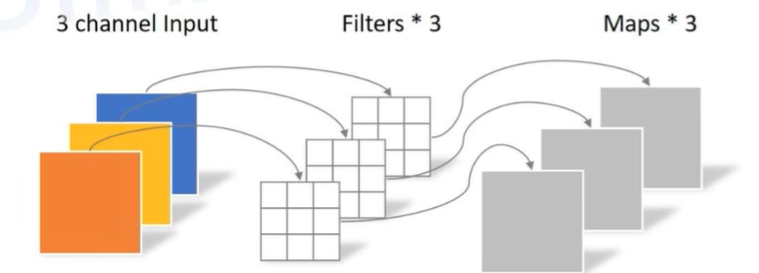 3 channel Input
Filters * 3
Maps * 3